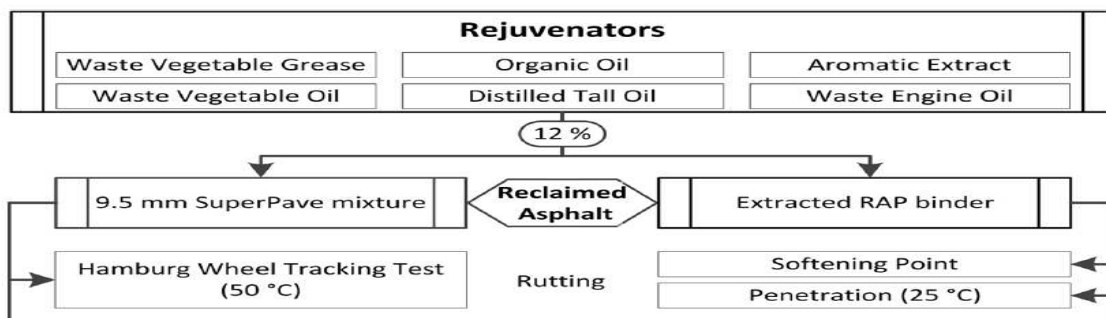 Rejuvenators
Waste Vegetable Grease
Organic Oil
Aromatic Extract
Waste Vegetable Oil
Distilled Tall Oil
Waste Engine Oil
12 %
9.5 mm SuperPave mixture
Reclaimed
Asphalt
Extracted RAP binder
Hamburg Wheel Tracking Test
(50 °C)
Rutting
Softening Point
Penetration (25 °C)